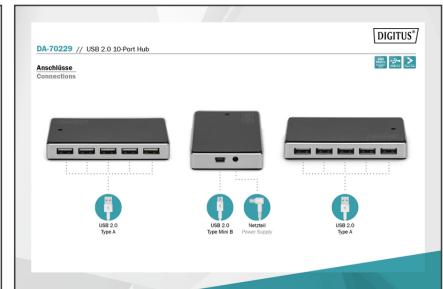 DIGITUS®
DA-70229 // USB 2.0 10-Port Hub
Anschlüsse
Connections
USB 2.0
Type A
USB 2.0
Type Mini B
Netzteil
Power Supply
USB 2.0
Type A